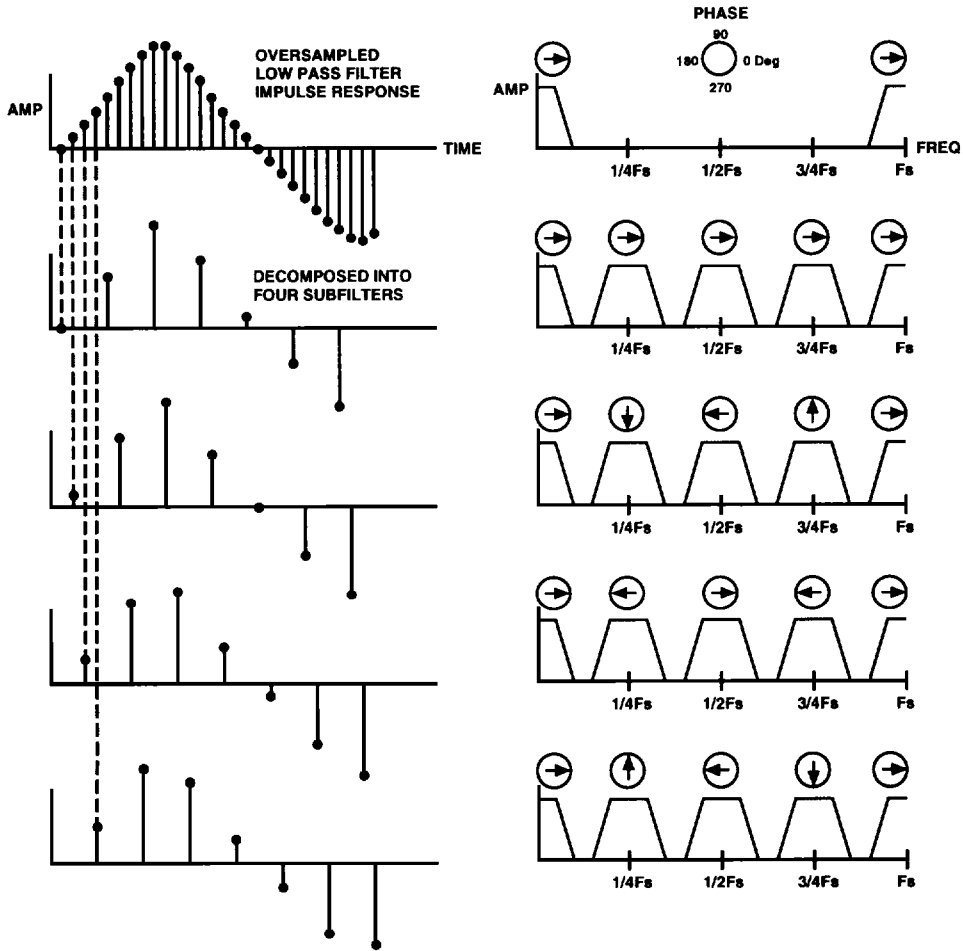 OVERSAMPLED
LOW PASS FILTER
IMPULSE RESPONSE
AMP
TIME
PHASE
90
180
0 Deg
270
AMP
FREQ
1/4Fs
1/2Fs
3/4Fs
Fs
DECOMPOSED INTO
FOUR SUBFILTERS
1/4Fs
1/2Fs
3/4Fs
Fs
1/4Fs
1/2Fs
3/4Fs
Fs
1/4Fs
1/2Fs
3/4Fs
Fs
1/4Fs
1/2Fs
3/4Fs
Fs